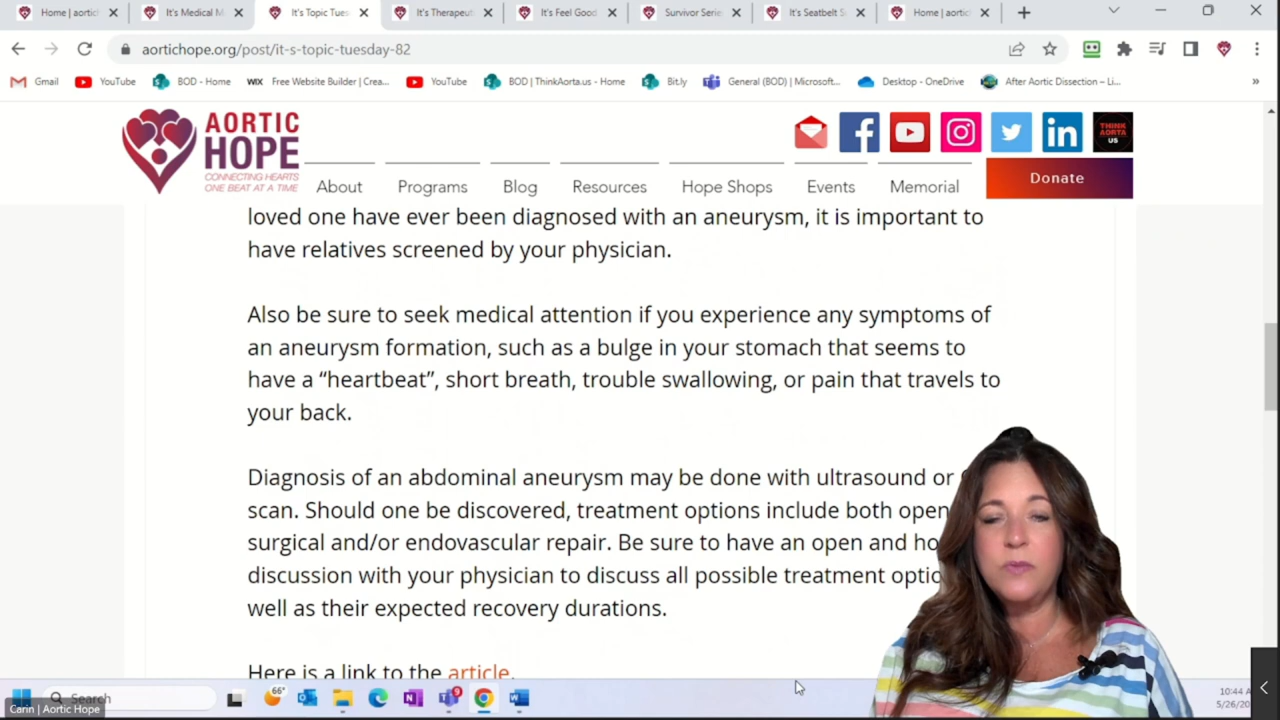 Home | aortic
It's Medical M
It's Topic Tues
It's Therapeut
It's Feel Good
Survivor Serie
It's Seatbelt S
Home | aortic
aortichope.org/post/it-s-topic-tuesday-82
Gmail
YouTube
BOD - Home
WIX
Free Website Builder | Crea...
YouTube
BOD | ThinkAorta.us - Home
Bit.ly
General (BOD) | Microsoft...
Desktop - OneDrive
After Aortic Dissection – Li...
AORTIC
HOPE
CONNECTING HEARTS
ONE BEAT AT A TIME
THINK
AORTA
US
About
Programs
Blog
Resources
Hope Shops
Events
Memorial
Donate
loved one have ever been diagnosed with an aneurysm, it is important to
have relatives screened by your physician.
Also be sure to seek medical attention if you experience any symptoms of
an aneurysm formation, such as a bulge in your stomach that seems to
have a “heartbeat”, short breath, trouble swallowing, or pain that travels to
your back.
Diagnosis of an abdominal aneurysm may be done with ultrasound or
scan. Should one be discovered, treatment options include both open
surgical and/or endovascular repair. Be sure to have an open and ho
discussion with your physician to discuss all possible treatment optio
well as their expected recovery durations.
Here is a link to the article.
Search
66°
9
10:44 A
5/26/20
Carin | Aortic Hope